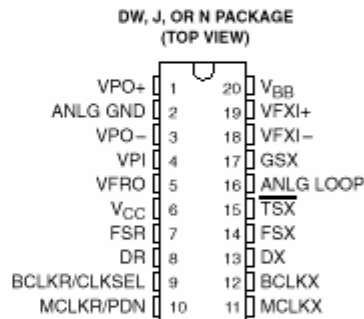 DW, J, OR N PACKAGE
(TOP VIEW)
VPO+ 1 20 VBB
ANLG GND 2 19 VFXI+
VPO− 3 18 VFXI−
VPI 4 17 GSX
VFRO 5 16 ANLG LOOP
VCC 6 15 TSX
FSR 7 14 FSX
DR 8 13 DX
BCLKR/CLKSEL 9 12 BCLKX
MCLKR/PDN 10 11 MCLKX